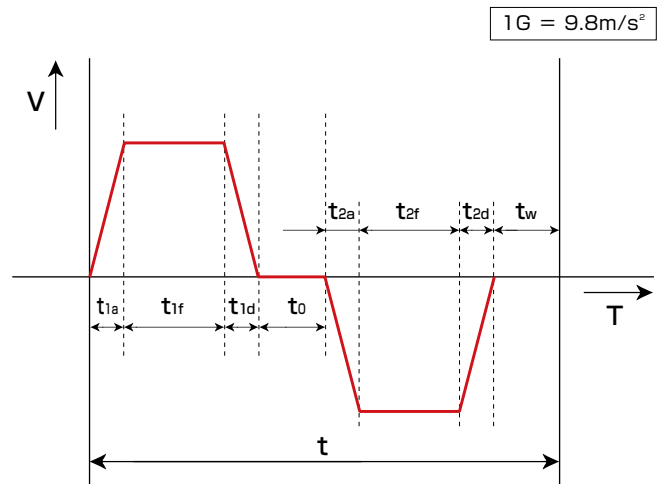 1G = 9.8m/s²
V
t2a t2f t2d tw
t1a t1f t1d t0
T
t